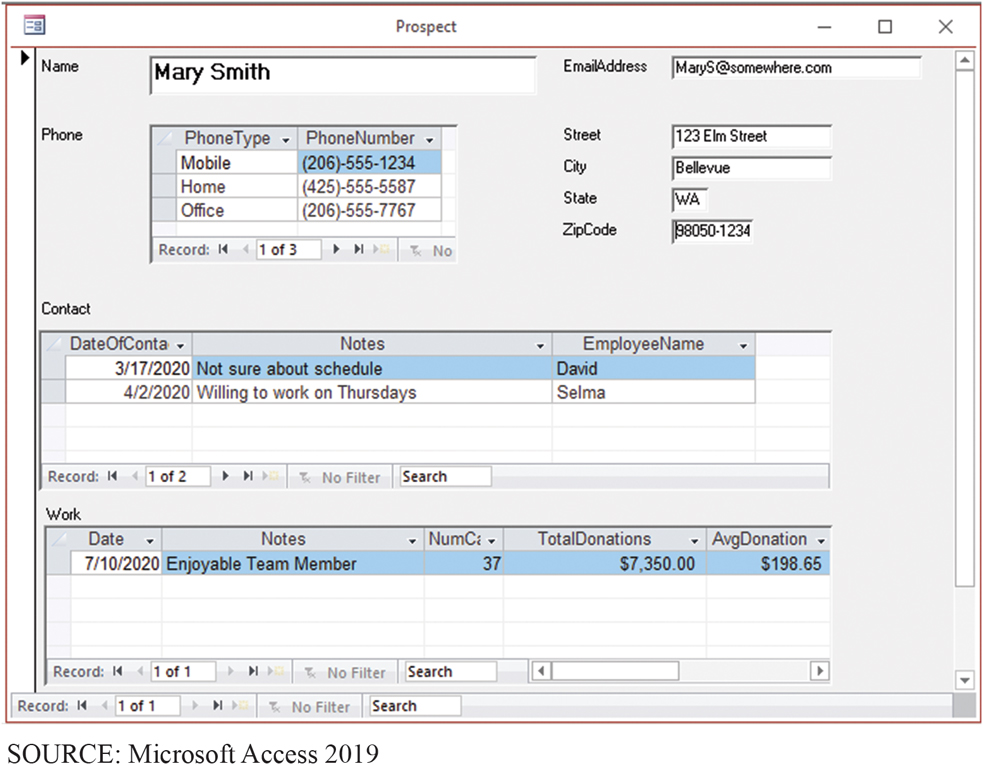 Prospect
Name Mary Smith EmailAddress MaryS@somewhere.com
Phone PhoneType PhoneNumber Street 123 Elm Street
Mobile (206)-555-1234 City Bellevue
Home (425)-555-5587 State WA
Office (206)-555-7767 ZipCode 98050-1234
Record: 1 of 3 No
Contact
DateOfConta Notes EmployeeName
3/17/2020 Not sure about schedule David
4/2/2020 Willing to work on Thursdays Selma
Record: 1 of 2 No Filter Search
Work
Date Notes NumCa TotalDonations AvgDonation
7/10/2020 Enjoyable Team Member 37 $7,350.00 $198.65
Record: 1 of 1 No Filter Search
Record: 1 of 1 No Filter Search
SOURCE: Microsoft Access 2019